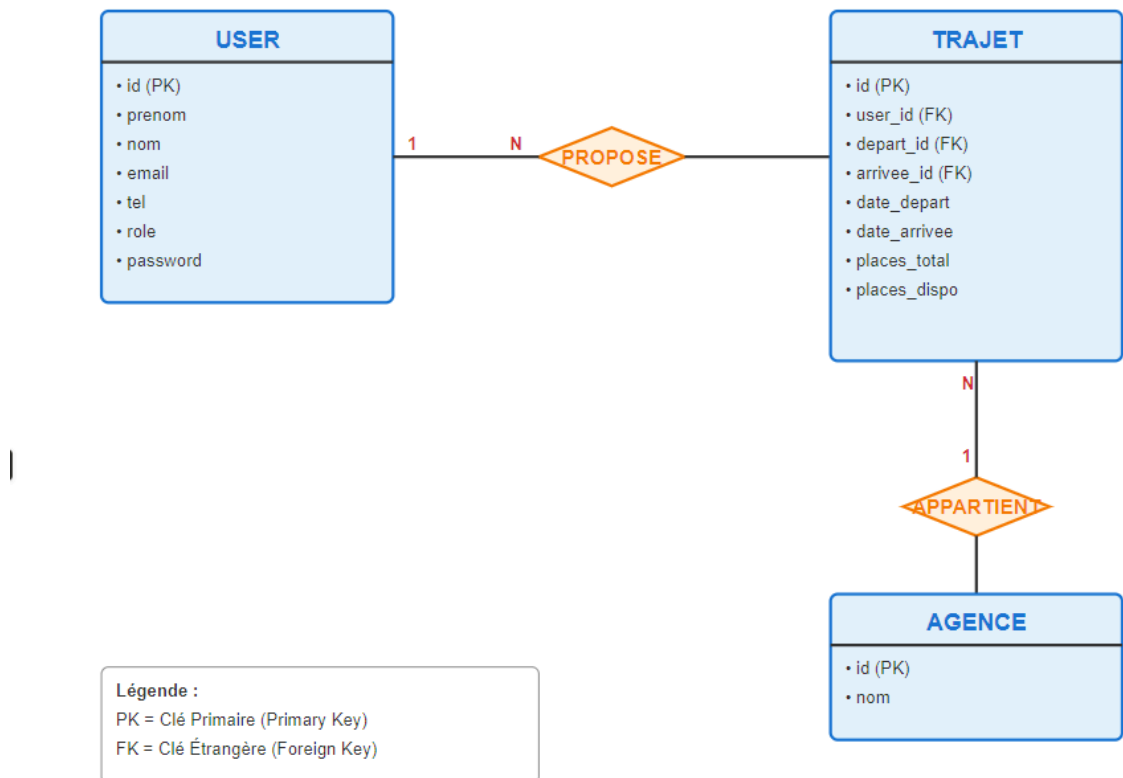 USER
• id (PK)
• prenom
• nom
• email
• tel
• role
• password
1
N
PROPOSE
TRAJET
• id (PK)
• user_id (FK)
• depart_id (FK)
• arrivee_id (FK)
• date_depart
• date_arrivee
• places_total
• places_dispo
N
1
APPARTIENT
AGENCE
• id (PK)
• nom
Légende :
PK = Clé Primaire (Primary Key)
FK = Clé Étrangère (Foreign Key)